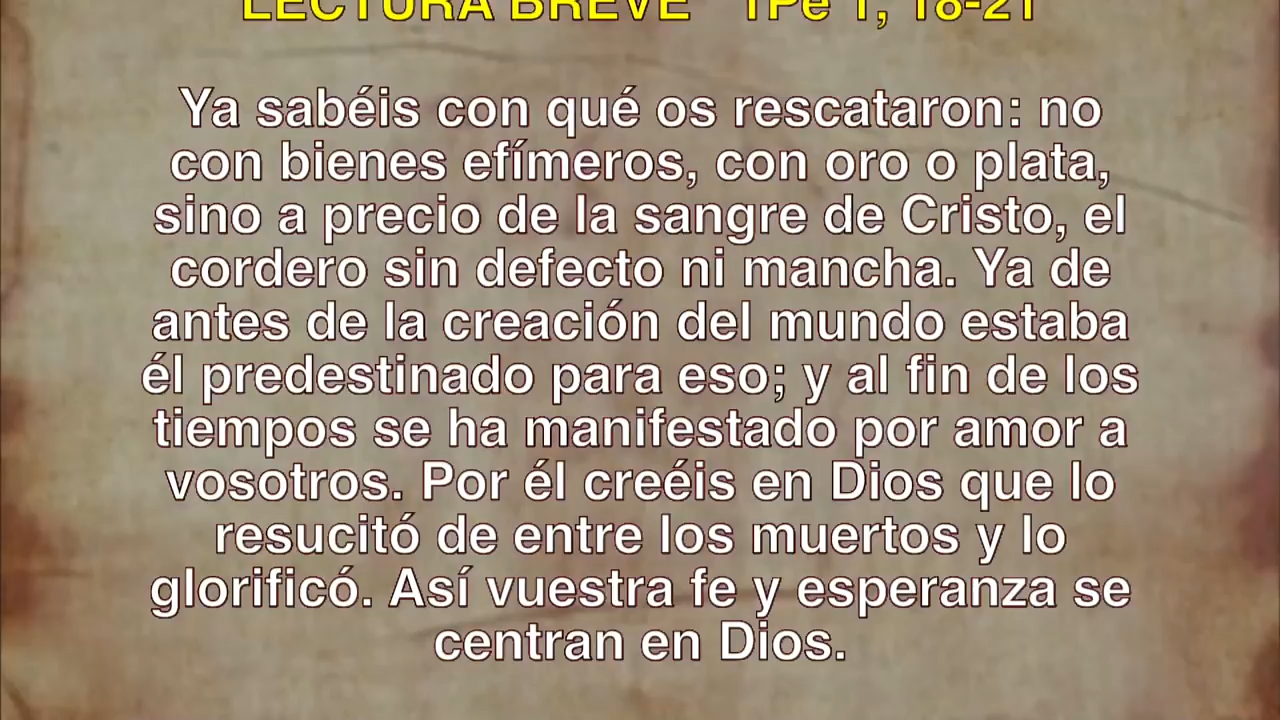 LECTURA BREVE 1Pe 1, 18-21
Ya sabéis con qué os rescataron: no
con bienes efímeros, con oro o plata,
sino a precio de la sangre de Cristo, el
cordero sin defecto ni mancha. Ya de
antes de la creación del mundo estaba
él predestinado para eso; y al fin de los
tiempos se ha manifestado por amor a
vosotros. Por él creéis en Dios que lo
resucitó de entre los muertos y lo
glorificó. Así vuestra fe y esperanza se
centran en Dios.